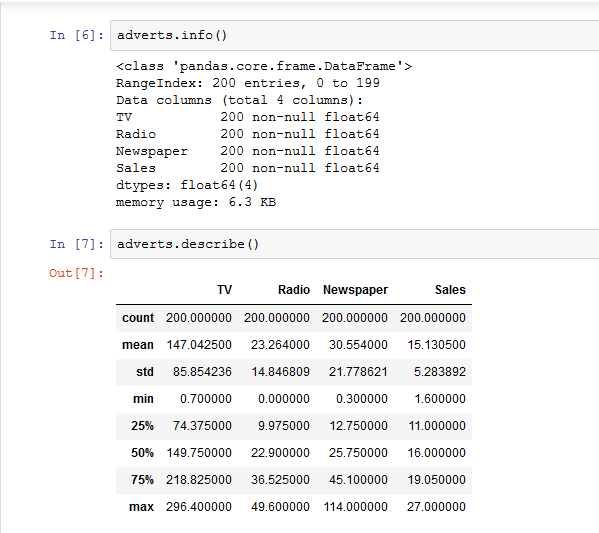 In [6]: adverts.info()
<class 'pandas.core.frame.DataFrame'>
RangeIndex: 200 entries, 0 to 199
Data columns (total 4 columns):
TV           200 non-null float64
Radio        200 non-null float64
Newspaper    200 non-null float64
Sales        200 non-null float64
dtypes: float64(4)
memory usage: 6.3 KB
In [7]: adverts.describe()
Out[7]:
TV Radio Newspaper Sales
count 200.000000 200.000000 200.000000 200.000000
mean 147.042500 23.264000 30.554000 15.130500
std 85.854236 14.846809 21.778621 5.283892
min 0.700000 0.000000 0.300000 1.600000
25% 74.375000 9.975000 12.750000 11.000000
50% 149.750000 22.900000 25.750000 16.000000
75% 218.825000 36.525000 45.100000 19.050000
max 296.400000 49.600000 114.000000 27.000000